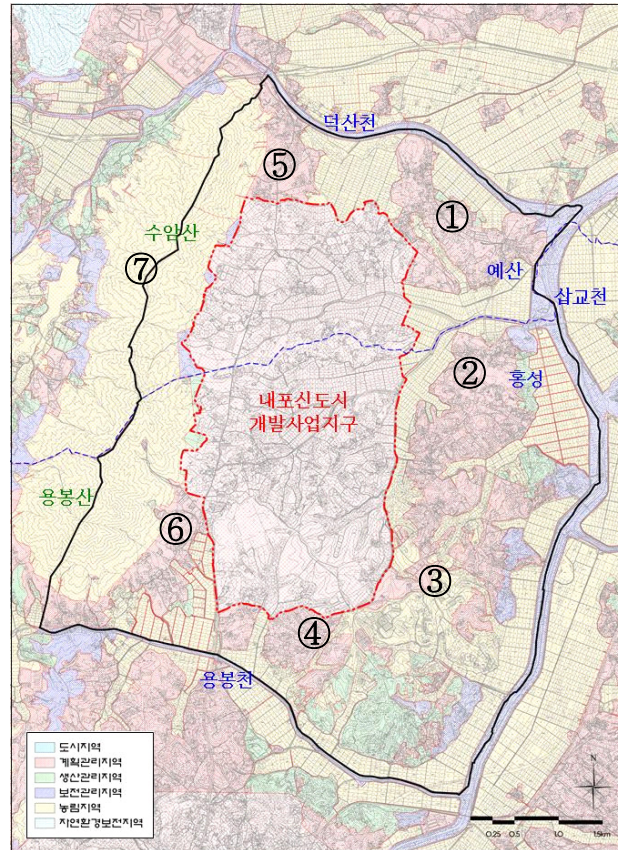 덕산천
⑤
①
수암산
⑦
예산
삽교천
②
홍성
내포신도시
개발사업지구
용봉산
⑥
③
④
용봉천
도시지역
계획관리지역
생산관리지역
보전관리지역
농림지역
자연환경보전지역
N
0.25 0.5 1.0 1.5km